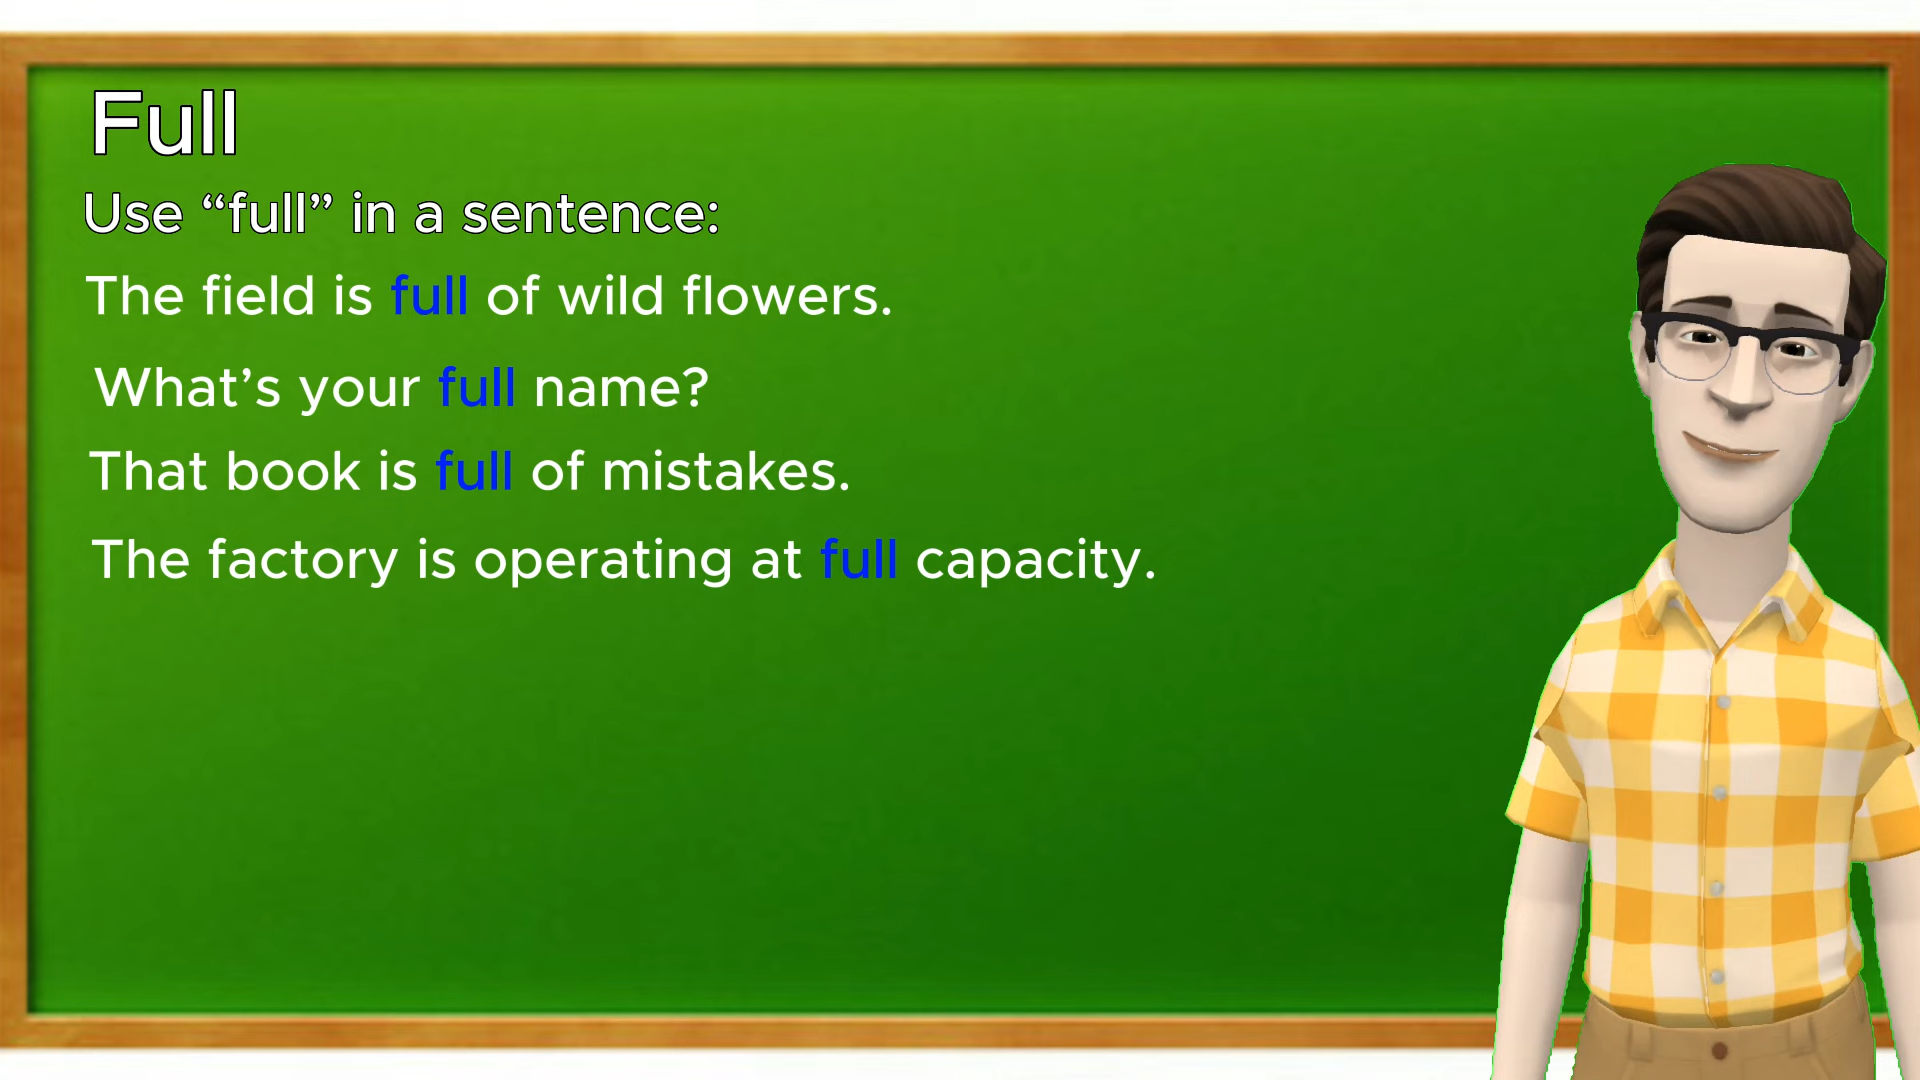 Full
Use “full” in a sentence:
The field is full of wild flowers.
What’s your full name?
That book is full of mistakes.
The factory is operating at full capacity.